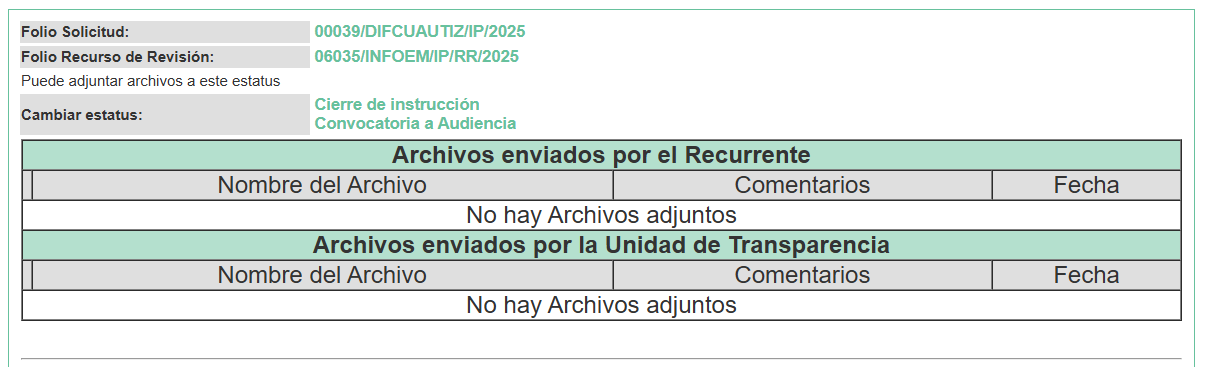 Folio Solicitud: 00039/DIFCUAUTIZ/IP/2025
Folio Recurso de Revisión: 06035/INFOEM/IP/RR/2025
Puede adjuntar archivos a este estatus
Cambiar estatus: Cierre de instrucción
Convocatoria a Audiencia
Archivos enviados por el Recurrente
Nombre del Archivo Comentarios Fecha
No hay Archivos adjuntos
Archivos enviados por la Unidad de Transparencia
Nombre del Archivo Comentarios Fecha
No hay Archivos adjuntos